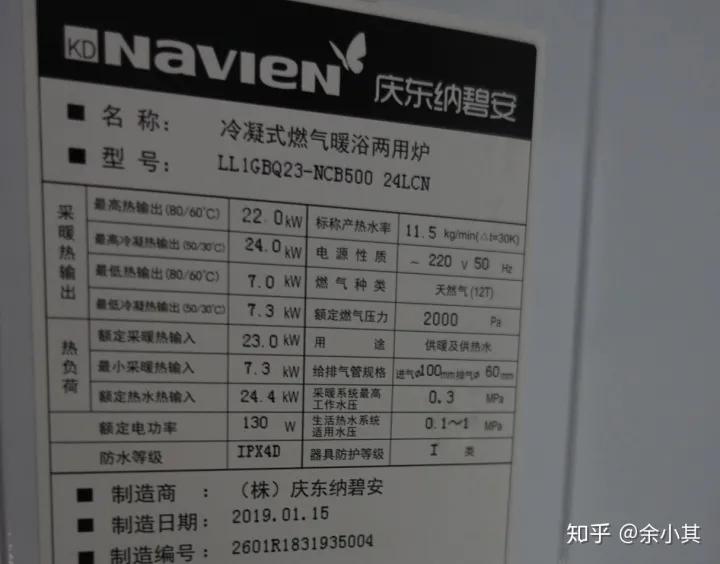 KD NAVIEN 庆东纳碧安
■ 名 称： 冷凝式燃气暖浴两用炉
■ 型 号： LL1GBQ23-NCB500 24LCN
采暖热输出
最高热输出(80/60℃) 22.0 kW 标称产热水率 11.5 kg/min(△t=30K)
最高冷凝热输出(50/30℃) 24.0 kW 电源性质 ~ 220 V 50 Hz
最低热输出(80/60℃) 7.0 kW 燃气种类 天然气(12T)
最低冷凝热输出(50/30℃) 7.3 kW 额定燃气压力 2000 Pa
热负荷
额定采暖热输入 23.0 kW 用途 供暖及供热水
最小采暖热输入 7.3 kW 给排气管规格 进气Φ100mm排气Φ 60mm
额定热水热输入 24.4 kW 采暖系统最高工作水压 0.3 MPa
额定电功率 130 W 生活热水系统适用水压 0.1～1 MPa
防水等级 IPX4D 器具防护等级 I 类
■ 制造商 ：（株）庆东纳碧安
■ 制造日期： 2019.01.15
■ 制造编号： 2601R1831935004
知乎 @余小其